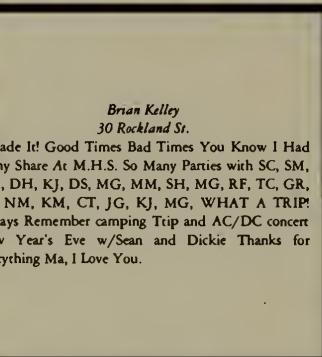 Brian Kelley
30 Rockland St.
ade It! Good Times Bad Times You Know I Had
ny Share At M.H.S. So Many Parties with SC, SM,
, DH, KJ, DS, MG, MM, SH, MG, RF, TC, GR,
NM, KM, CT, JG, KJ, MG, WHAT A TRIP!
ays Remember camping Trip and AC/DC concert
w Year's Eve w/Sean and Dickie Thanks for
rything Ma, I Love You.